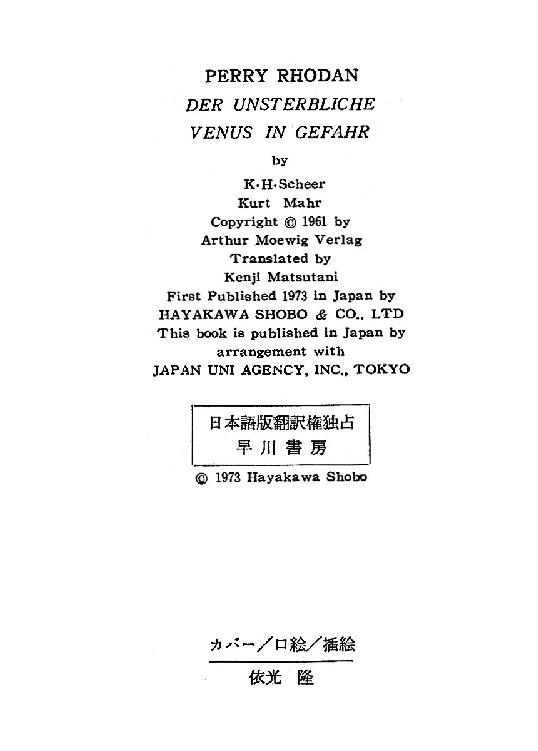 PERRY RHODAN
DER UNSTERBLICHE
VENUS IN GEFAHR
by
K·H·Scheer
Kurt Mahr
Copyright © 1961 by
Arthur Moewig Verlag
Translated by
Kenji Matsutani
First Published 1973 in Japan by
HAYAKAWA SHOBO & CO., LTD
This book is published in Japan by
arrangement with
JAPAN UNI AGENCY, INC., TOKYO
日本語版翻訳権独占
早川書房
© 1973 Hayakawa Shobo
カバー/口絵/插絵
依光 隆